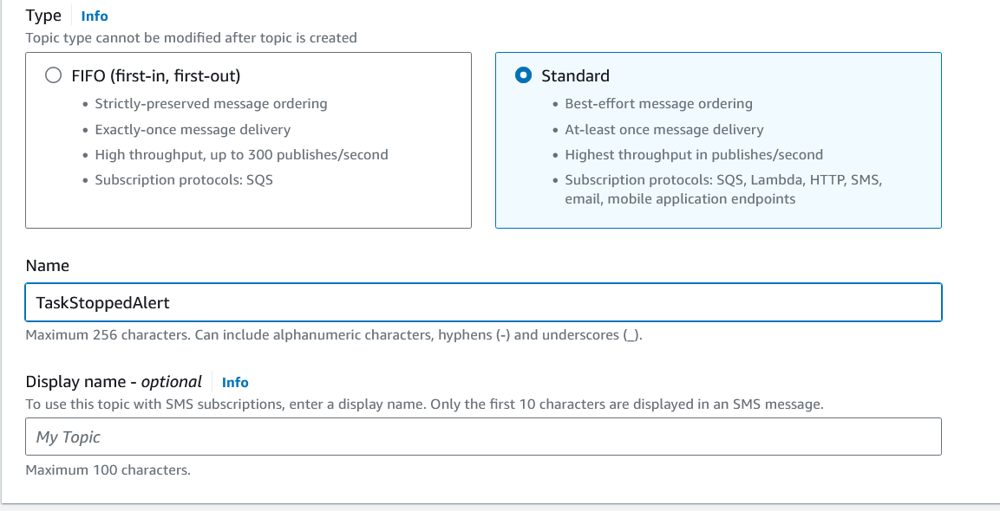 Type Info
Topic type cannot be modified after topic is created
FIFO (first-in, first-out)
Strictly-preserved message ordering
Exactly-once message delivery
High throughput, up to 300 publishes/second
Subscription protocols: SQS
Standard
Best-effort message ordering
At-least once message delivery
Highest throughput in publishes/second
Subscription protocols: SQS, Lambda, HTTP, SMS,
email, mobile application endpoints
Name
TaskStoppedAlert
Maximum 256 characters. Can include alphanumeric characters, hyphens (-) and underscores (_).
Display name - optional Info
To use this topic with SMS subscriptions, enter a display name. Only the first 10 characters are displayed in an SMS message.
My Topic
Maximum 100 characters.